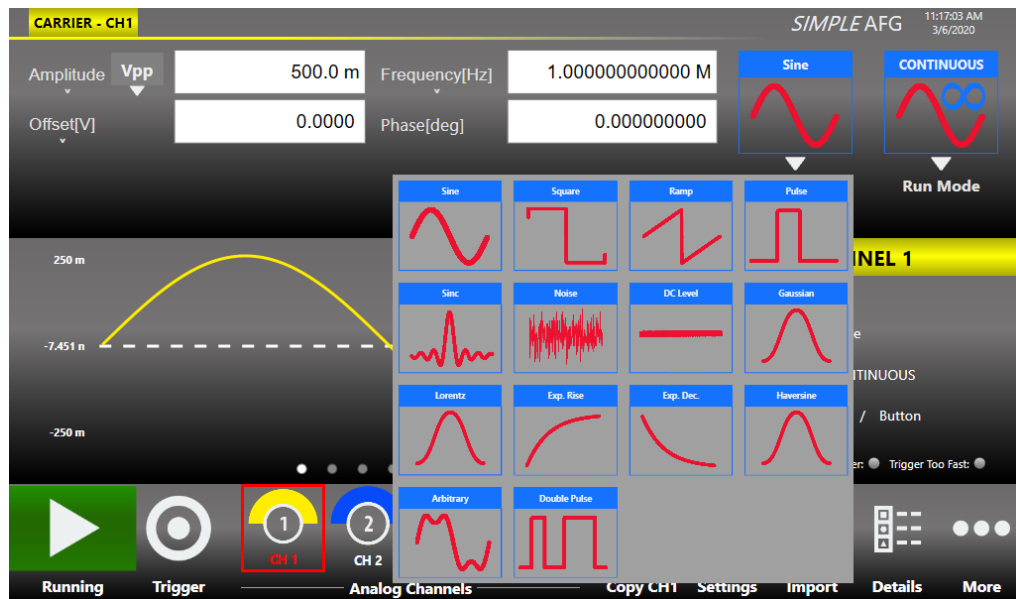 CARRIER - CH1
SIMPLE AFG
11:17:03 AM
3/6/2020
Amplitude Vpp 500.0 m Frequency[Hz] 1.000000000000 M
Offset[V] 0.0000 Phase[deg] 0.000000000
Sine
CONTINUOUS
Run Mode
Sine Square Ramp Pulse
Sinc Noise DC Level Gaussian
Lorentz Exp. Rise Exp. Dec. Haversine
Arbitrary Double Pulse
250 m
-7.451 n
-250 m
NEL 1
e
TINUOUS
/ Button
er: Trigger Too Fast:
1
2
CH 1
CH 2
Running Trigger Analog Channels Copy CH1 Settings Import Details More